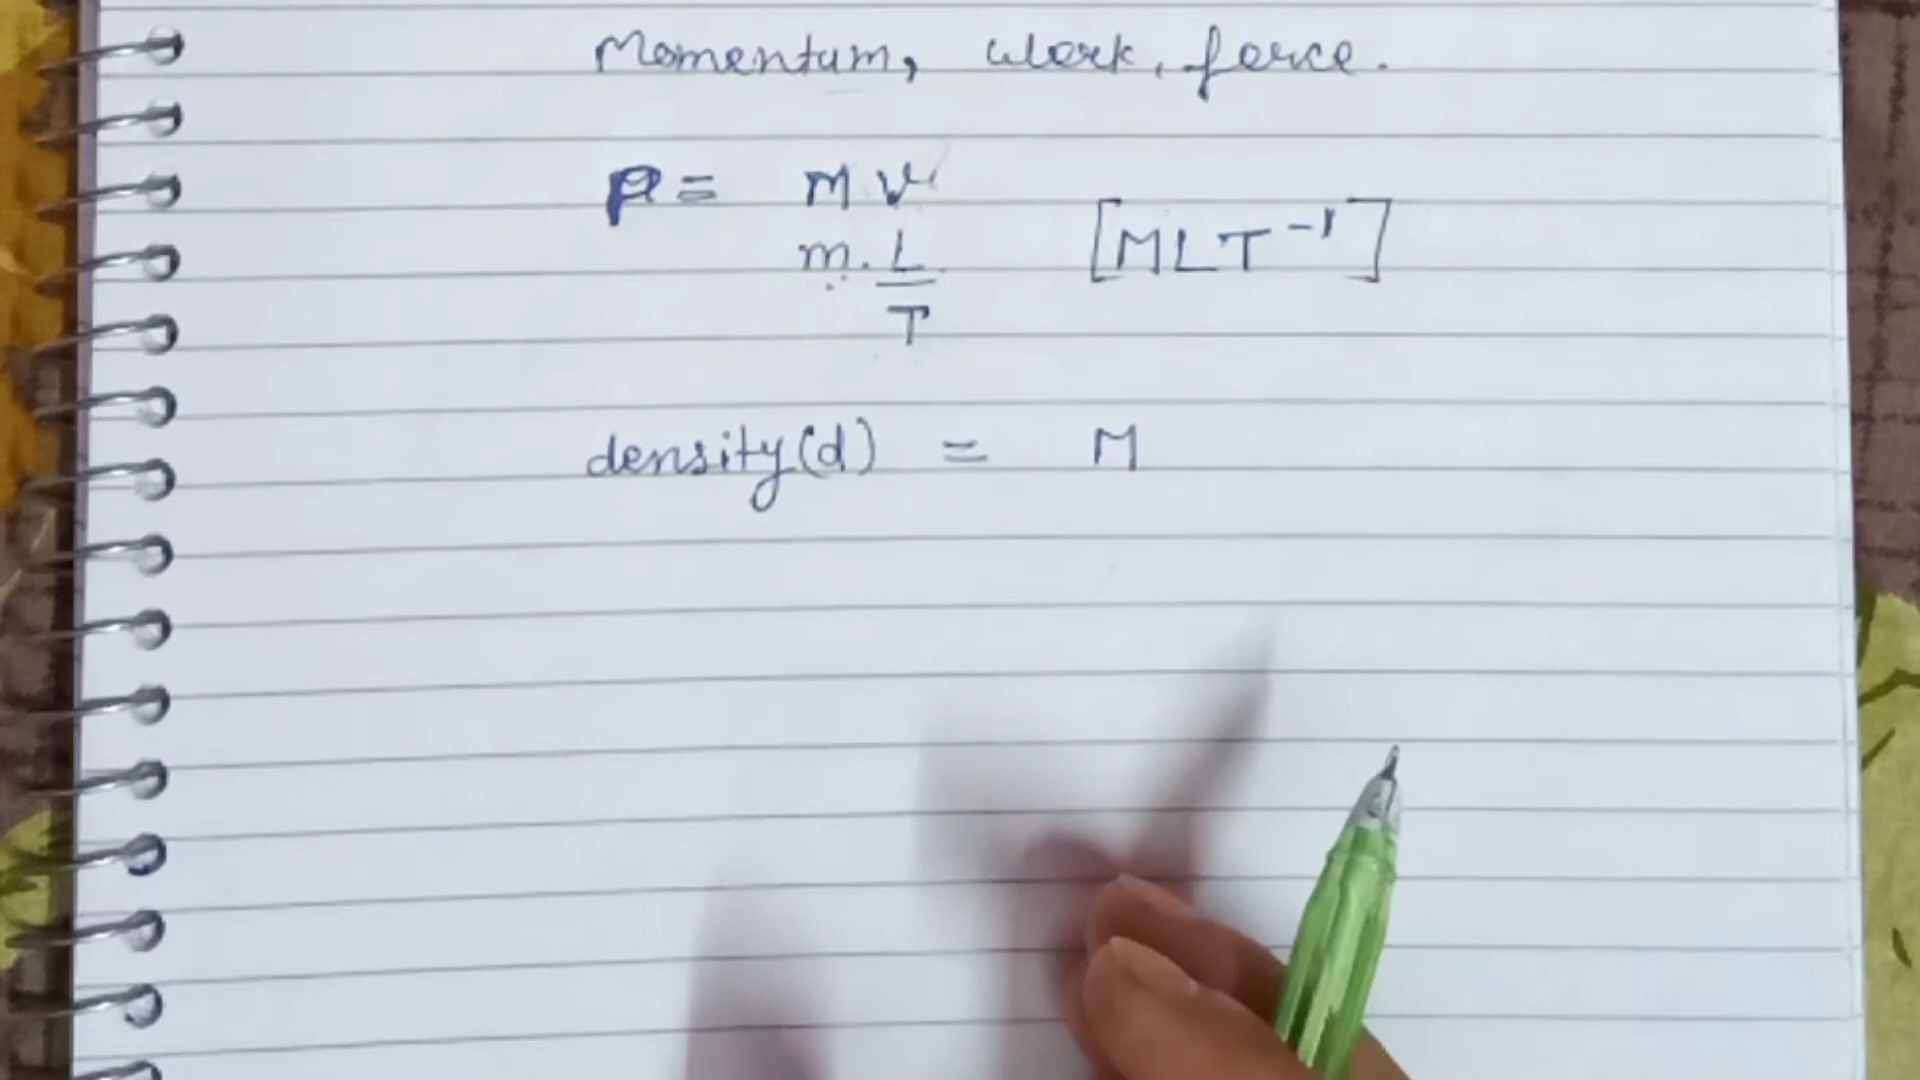 Momentum, work, force.
P = m.v
m.L/T [MLT⁻¹]
density(d) = M